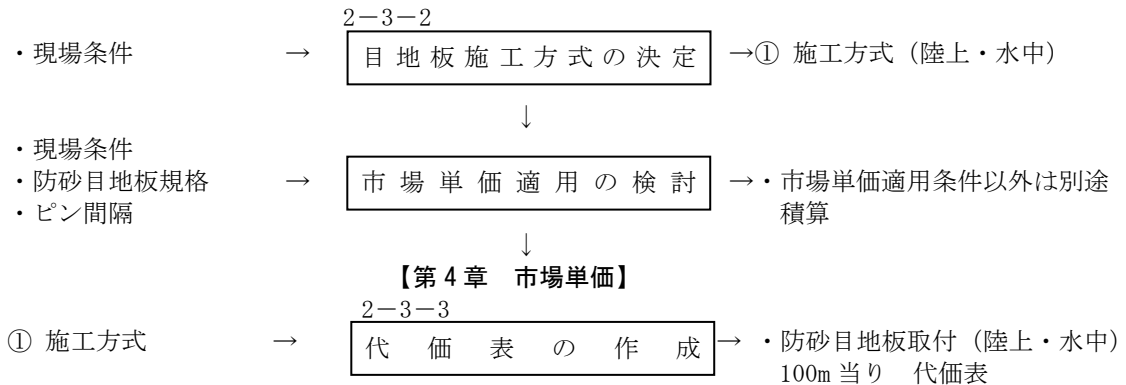 2－3－2
・現場条件 → 目地板施工方式の決定 →① 施工方式（陸上・水中）
↓
・現場条件
・防砂目地板規格 → 市場単価適用の検討 →・市場単価適用条件以外は別途
・ピン間隔 積算
↓
【第4章 市場単価】
2－3－3
① 施工方式 → 代価表の作成 → ・防砂目地板取付（陸上・水中）
100m当り 代価表